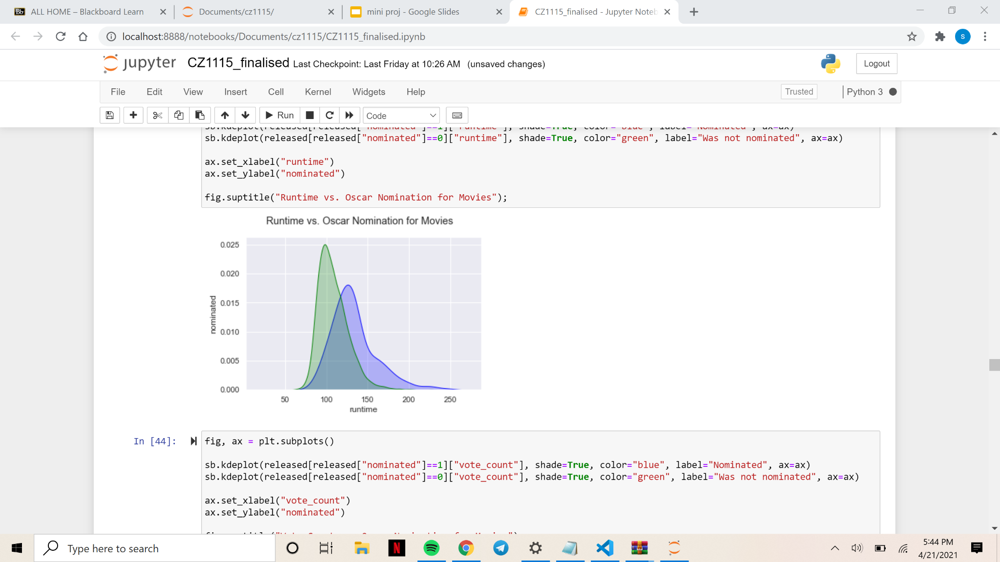 ALL HOME – Blackboard Learn
Documents/cz1115/
mini proj - Google Slides
CZ1115_finalised - Jupyter Noteb
localhost:8888/notebooks/Documents/cz1115/CZ1115_finalised.ipynb
S
jupyter CZ1115_finalised Last Checkpoint: Last Friday at 10:26 AM (unsaved changes)
Logout
File Edit View Insert Cell Kernel Widgets Help
Trusted
Python 3
Run
Code
sb.kdeplot(released[released["nominated"]==1]["runtime"], shade=True, color="blue", label="Nominated", ax=ax)
sb.kdeplot(released[released["nominated"]==0]["runtime"], shade=True, color="green", label="Was not nominated", ax=ax)
ax.set_xlabel("runtime")
ax.set_ylabel("nominated")
fig.suptitle("Runtime vs. Oscar Nomination for Movies");
Runtime vs. Oscar Nomination for Movies
0.025
0.020
0.015
0.010
0.005
0.000
nominated
50 100 150 200 250
runtime
In [44]:
fig, ax = plt.subplots()
sb.kdeplot(released[released["nominated"]==1]["vote_count"], shade=True, color="blue", label="Nominated", ax=ax)
sb.kdeplot(released[released["nominated"]==0]["vote_count"], shade=True, color="green", label="Was not nominated", ax=ax)
ax.set_xlabel("vote_count")
ax.set_ylabel("nominated")
Type here to search
N
5:44 PM
4/21/2021